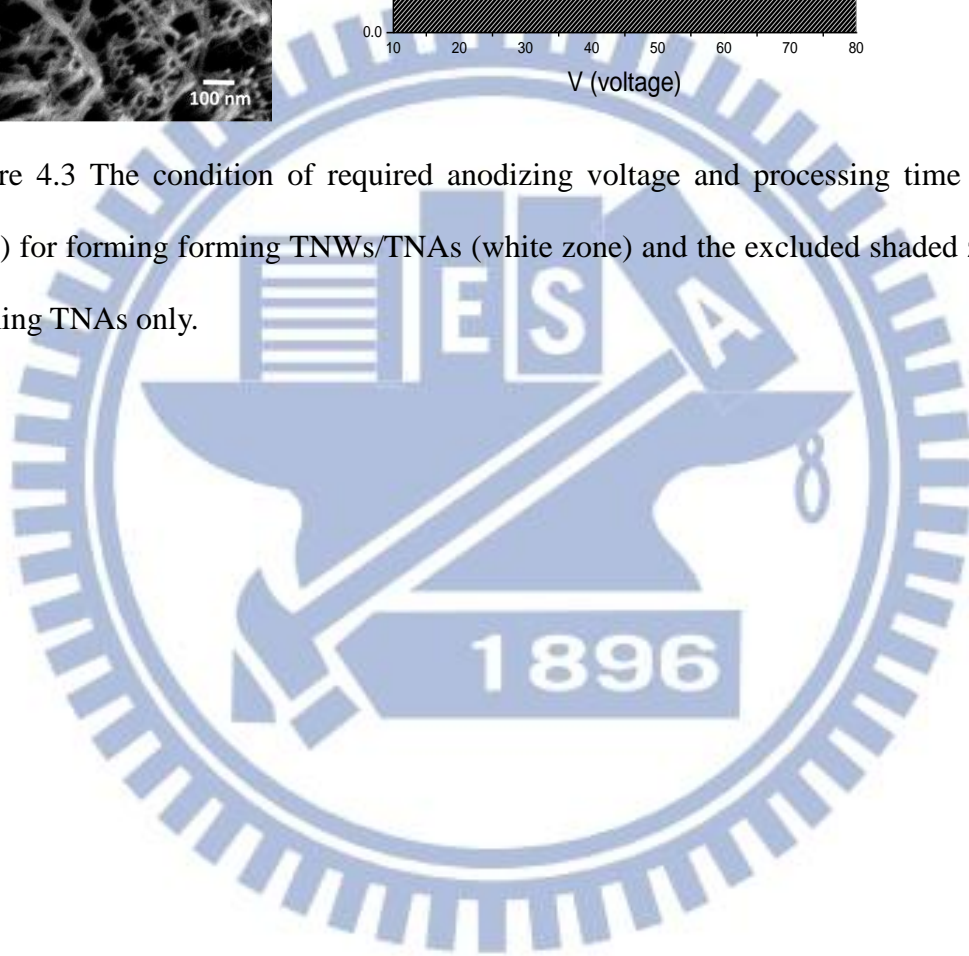 0.0
10 20 30 40 50 60 70 80
V (voltage)
100 nm
re 4.3 The condition of required anodizing voltage and processing time
) for forming forming TNWs/TNAs (white zone) and the excluded shaded
ing TNAs only.
E S A
1896